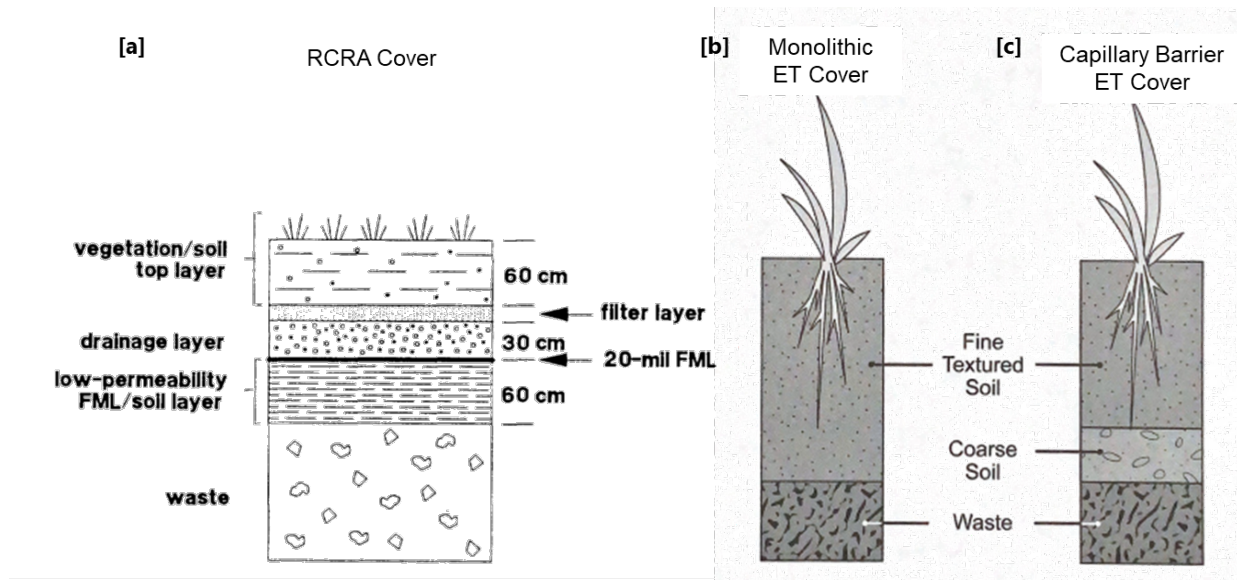 [a]
RCRA Cover
vegetation/soil
top layer
60 cm
filter layer
drainage layer
30 cm
20-mil FML
low-permeability
FML/soil layer
60 cm
waste
[b]
Monolithic
ET Cover
[c]
Capillary Barrier
ET Cover
Fine
Textured
Soil
Coarse
Soil
Waste